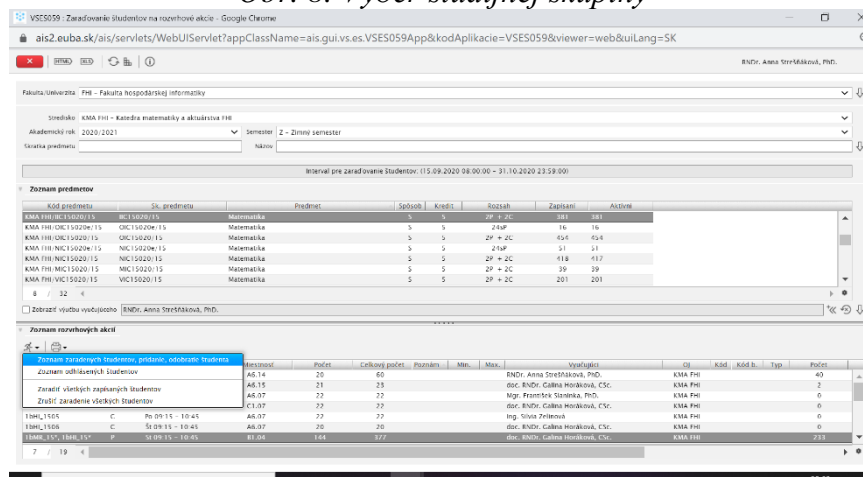 Obr. 8: Výber študijnej skupiny
VSES059 : Zaraďovanie študentov na rozvrhové akcie - Google Chrome
ais2.euba.sk/ais/servlets/WebUIServlet?appClassName=ais.gui.vs.es.VSES059App&kodAplikacie=VSES059&viewer=web&uiLang=SK
HTML XLS RNDr. Anna Strešňáková, PhD.
Fakulta/Univerzita FHI - Fakulta hospodárskej informatiky
Stredisko KMA FHI - Katedra matematiky a aktuárstva FHI
Akademický rok 2020/2021 Semester Z - Zimný semester
Skratka predmetu Názov
Interval pre zaraďovanie študentov: (15.09.2020 08:00:00 - 31.10.2020 23:59:00)
Zoznam predmetov
Kód predmetu Sk. predmetu Predmet Spôsob Kredit Rozsah Zapísaní Aktívni
KMA FHI/IIC15020/15 IIC15020/15 Matematika S 5 2P + 2C 381 381
KMA FHI/OIC15020e/15 OIC15020e/15 Matematika S 5 24sP 16 16
KMA FHI/OIC15020/15 OIC15020/15 Matematika S 5 2P + 2C 454 454
KMA FHI/NIC15020e/15 NIC15020e/15 Matematika S 5 24sP 51 51
KMA FHI/NIC15020/15 NIC15020/15 Matematika S 5 2P + 2C 418 417
KMA FHI/MIC15020/15 MIC15020/15 Matematika S 5 2P + 2C 39 39
KMA FHI/VIC15020/15 VIC15020/15 Matematika S 5 2P + 2C 201 201
8 / 32
Zobraziť výučbu vyučujúceho RNDr. Anna Strešňáková, PhD.
Zoznam rozvrhových akcií
Zoznam zaradených študentov, pridanie, odobratie študenta
Zoznam odhlásených študentov
Zaradiť všetkých zapísaných študentov
Zrušiť zaradenie všetkých študentov
Miestnosť Počet Celkový počet Poznám Min. Max. Vyučujúci OJ Kód Kód b. Typ Počet
A6.14 20 60 RNDr. Anna Strešňáková, PhD. KMA FHI 40
A6.15 21 23 doc. RNDr. Galina Horáková, CSc. KMA FHI 2
A6.07 22 22 Mgr. František Slaninka, PhD. KMA FHI 0
C1.07 22 22 doc. RNDr. Galina Horáková, CSc. KMA FHI 0
1bHI_1505 C Po 09:15 - 10:45 A6.07 22 22 Ing. Silvia Zelinová KMA FHI 0
1bHI_1506 C Št 09:15 - 10:45 A6.07 20 20 doc. RNDr. Galina Horáková, CSc. KMA FHI 0
1bMR_15*, 1bHI_15* P St 09:15 - 10:45 B1.04 144 377 doc. RNDr. Galina Horáková, CSc. KMA FHI 233
7 / 19